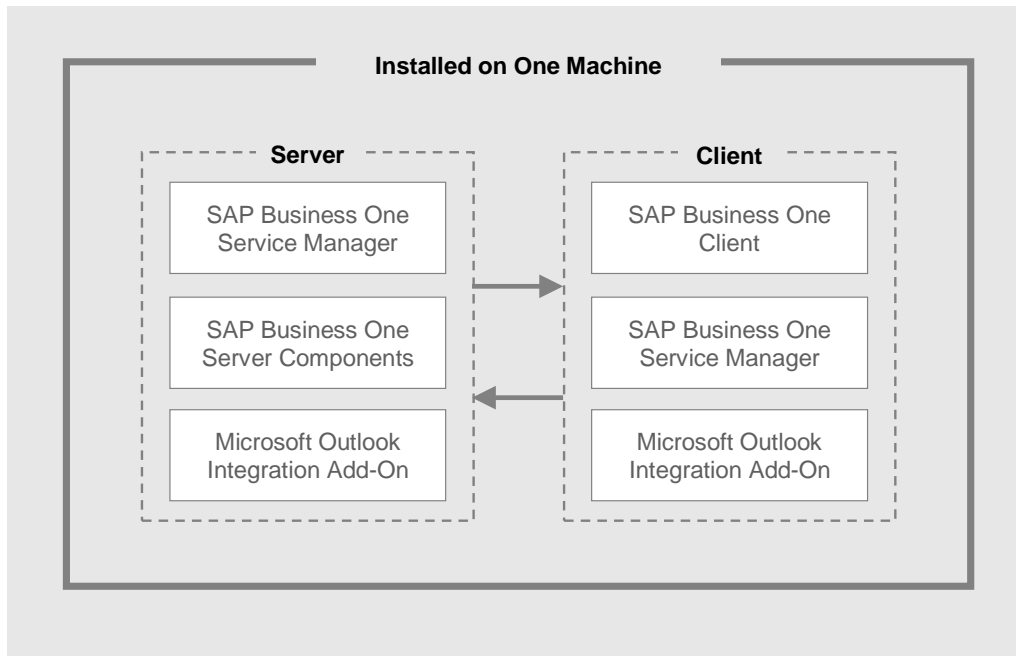 Installed on One Machine
Server
SAP Business One
Service Manager
SAP Business One
Server Components
Microsoft Outlook
Integration Add-On
Client
SAP Business One
Client
SAP Business One
Service Manager
Microsoft Outlook
Integration Add-On